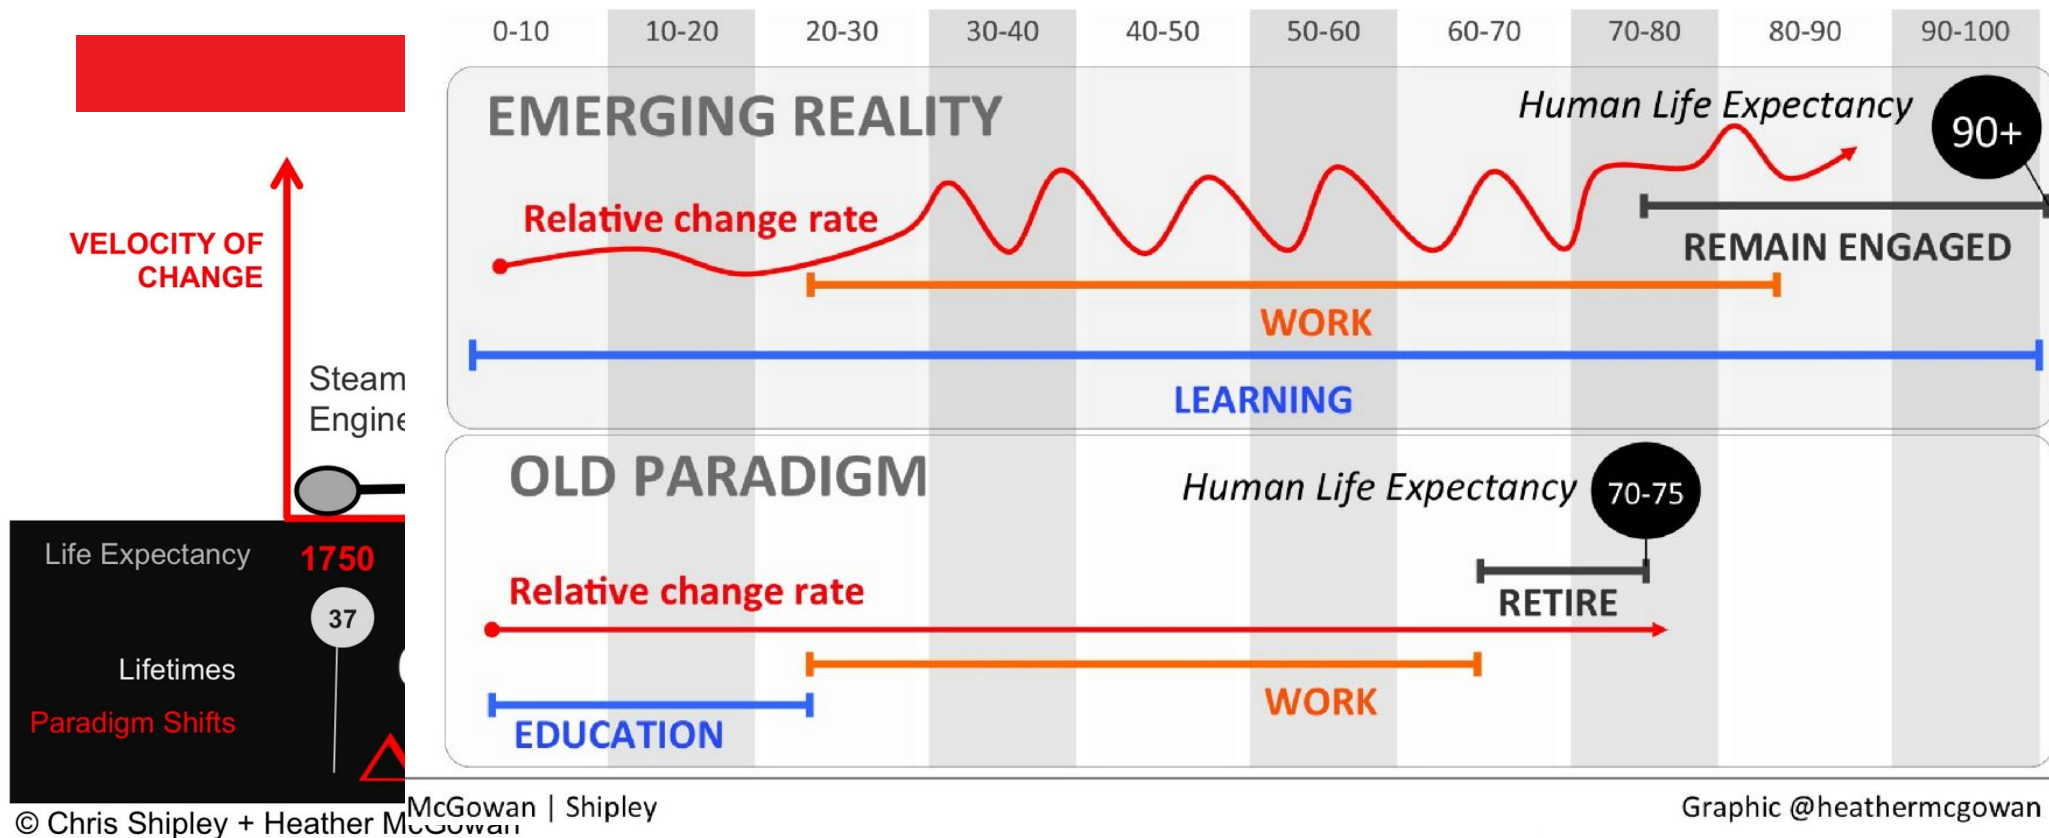 0-10 10-20 20-30 30-40 40-50 50-60 60-70 70-80 80-90 90-100
EMERGING REALITY
Human Life Expectancy
90+
Relative change rate
REMAIN ENGAGED
WORK
LEARNING
OLD PARADIGM
Human Life Expectancy
70-75
Relative change rate
RETIRE
WORK
EDUCATION
McGowan | Shipley
Graphic @heathermcgowan
VELOCITY OF
CHANGE
Steam
Engine
Life Expectancy
1750
37
Lifetimes
Paradigm Shifts
© Chris Shipley + Heather McGowan